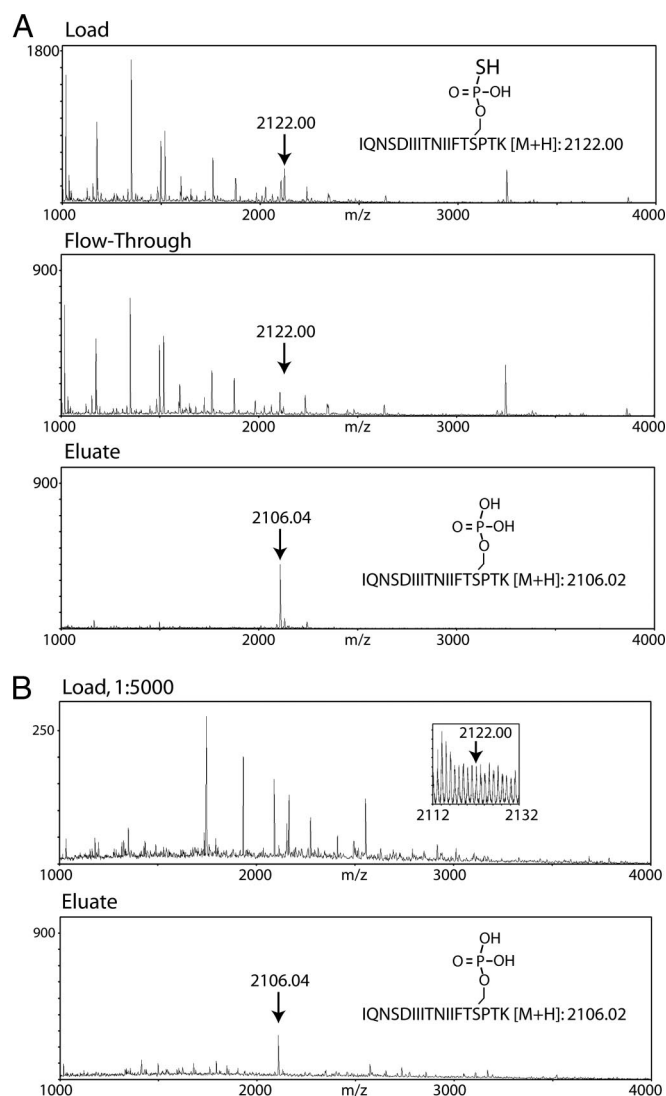 A
Load
1800
SH
O=P-OH
O
2122.00
IQNSDIIITNIIFTSPTK [M+H]: 2122.00
1000 2000 m/z 3000 4000
Flow-Through
900
2122.00
1000 2000 m/z 3000 4000
Eluate
900
OH
2106.04
O=P-OH
O
IQNSDIIITNIIFTSPTK [M+H]: 2106.02
1000 2000 m/z 3000 4000
B
Load, 1:5000
250
2122.00
2112 2132
1000 2000 m/z 3000 4000
Eluate
900
OH
O=P-OH
2106.04
O
IQNSDIIITNIIFTSPTK [M+H]: 2106.02
1000 2000 m/z 3000 4000